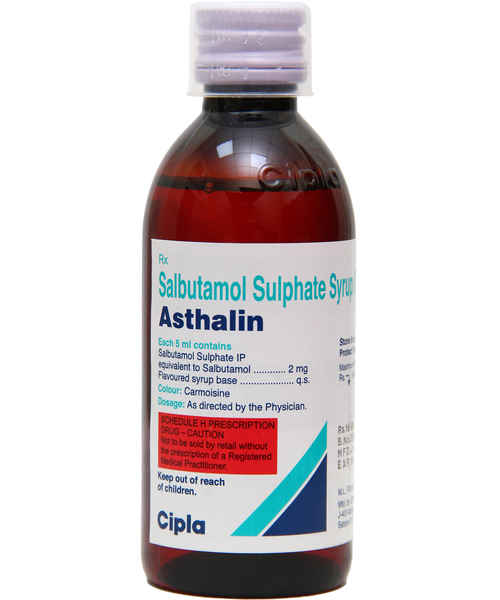 Cipla
Rx
Salbutamol Sulphate Syrup
Asthalin
Each 5 ml contains
Salbutamol Sulphate IP
equivalent to Salbutamol ............ 2 mg
Flavoured syrup base ..................... q.s.
Colour: Carmoisine
Dosage: As directed by the Physician.
SCHEDULE H PRESCRIPTION
DRUG – CAUTION
Not to be sold by retail without
the prescription of a Registered
Medical Practitioner.
Keep out of reach
of children.
Cipla